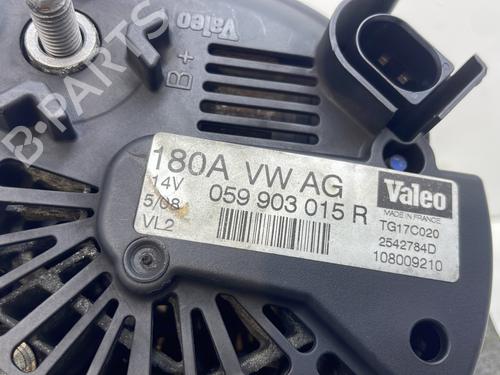 Valeo
B+
180A VW AG
14V
059 903 015 R
5/08
VL2
Valeo
MADE IN FRANCE
TG17C020
2542784D
108009210
B-PARTS